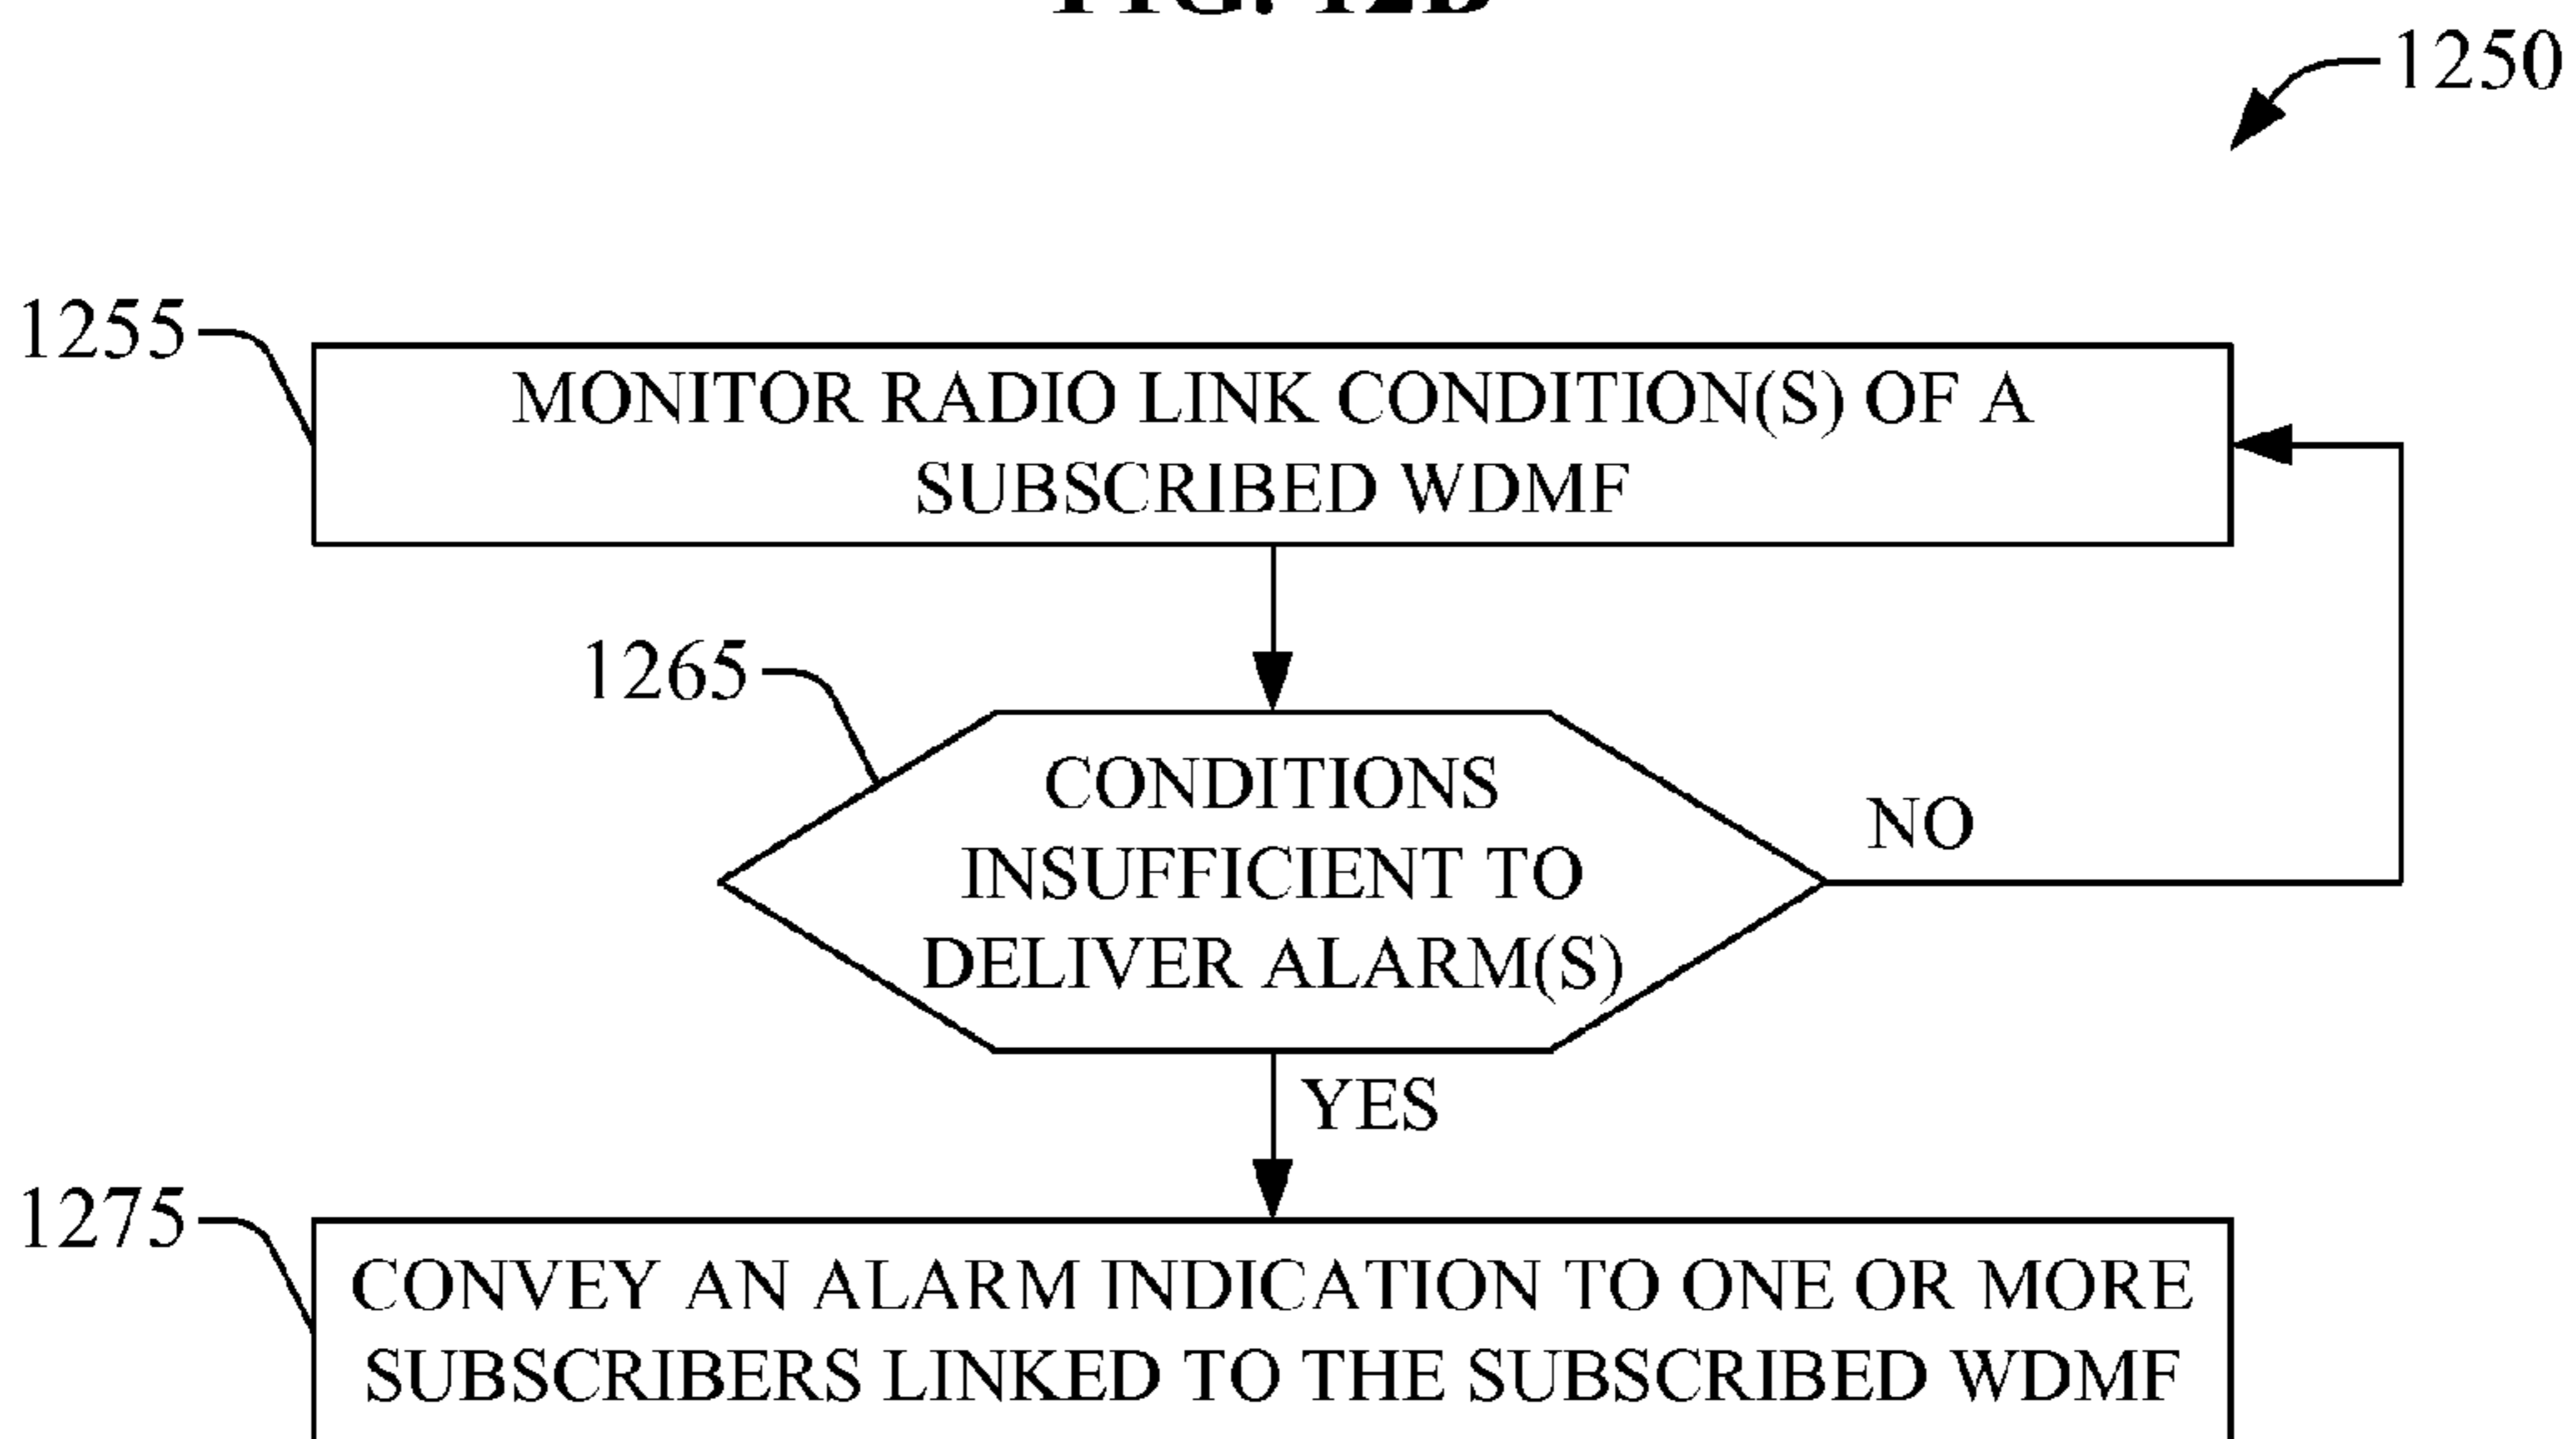 1250
1255
MONITOR RADIO LINK CONDITION(S) OF A
SUBSCRIBED WDMF
1265
CONDITIONS
INSUFFICIENT TO
DELIVER ALARM(S)
NO
YES
1275
CONVEY AN ALARM INDICATION TO ONE OR MORE
SUBSCRIBERS LINKED TO THE SUBSCRIBED WDMF